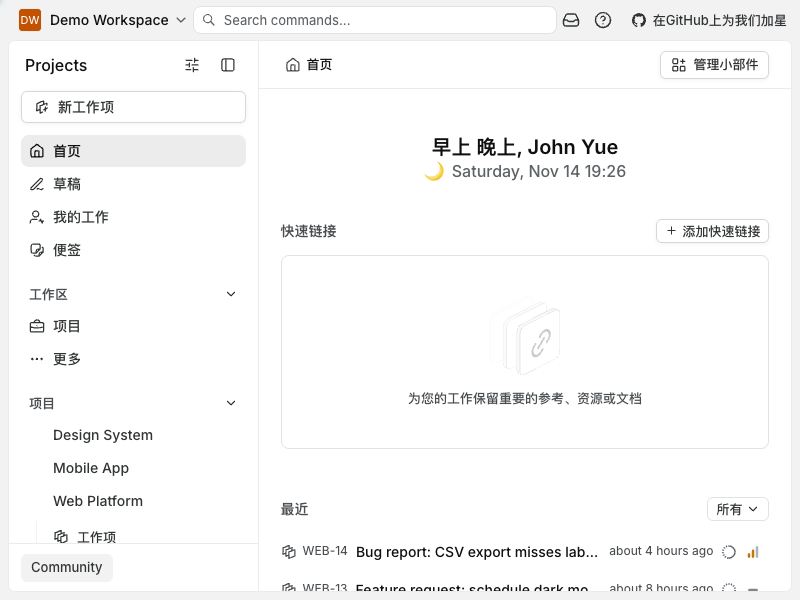 DW Demo Workspace
Search commands...
在GitHub上为我们加星
Projects
新工作项
首页
草稿
我的工作
便签
工作区
项目
更多
项目
Design System
Mobile App
Web Platform
工作项
Community
首页
管理小部件
早上 晚上, John Yue
Saturday, Nov 14 19:26
快速链接
添加快速链接
为您的工作保留重要的参考、资源或文档
最近
所有
WEB-14 Bug report: CSV export misses lab... about 4 hours ago
WEB-13 Feature request: schedule dark mo... about 8 hours ago